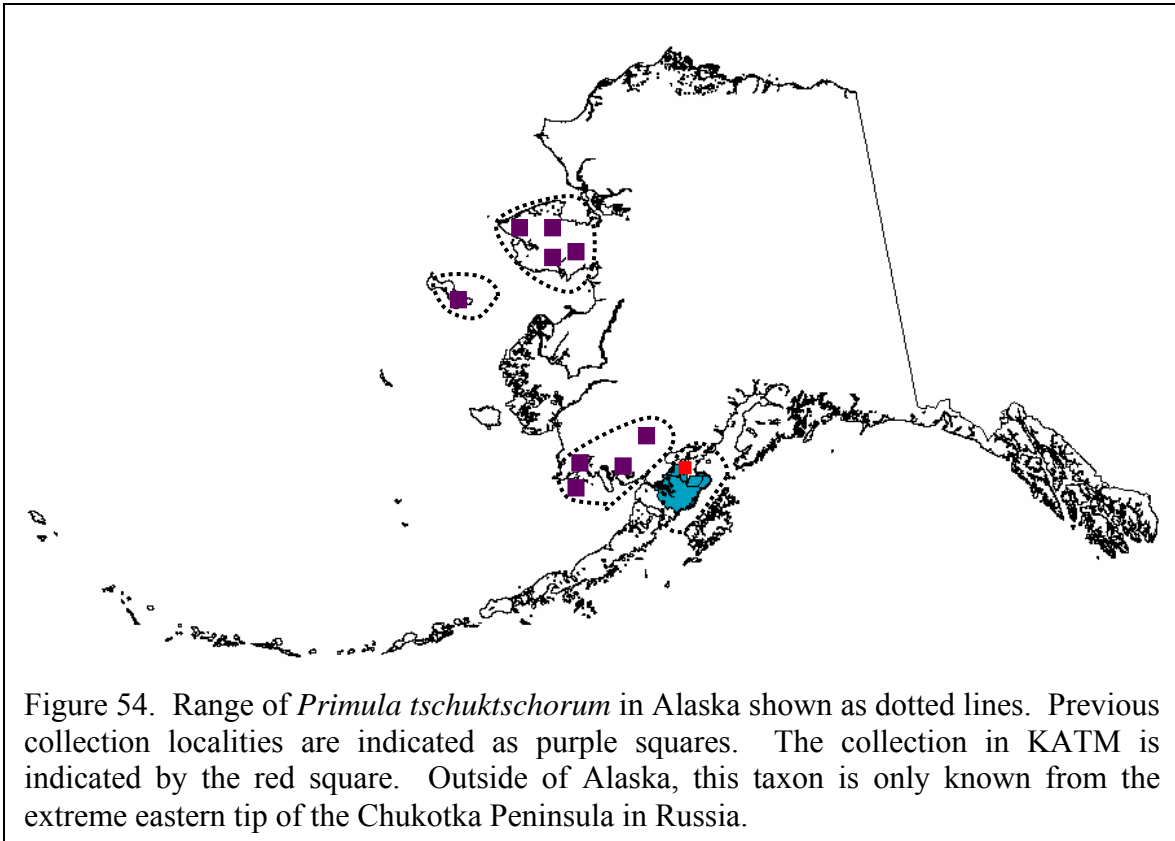 Figure 54. Range of Primula tschuktschorum in Alaska shown as dotted lines. Previous
collection localities are indicated as purple squares. The collection in KATM is
indicated by the red square. Outside of Alaska, this taxon is only known from the
extreme eastern tip of the Chukotka Peninsula in Russia.